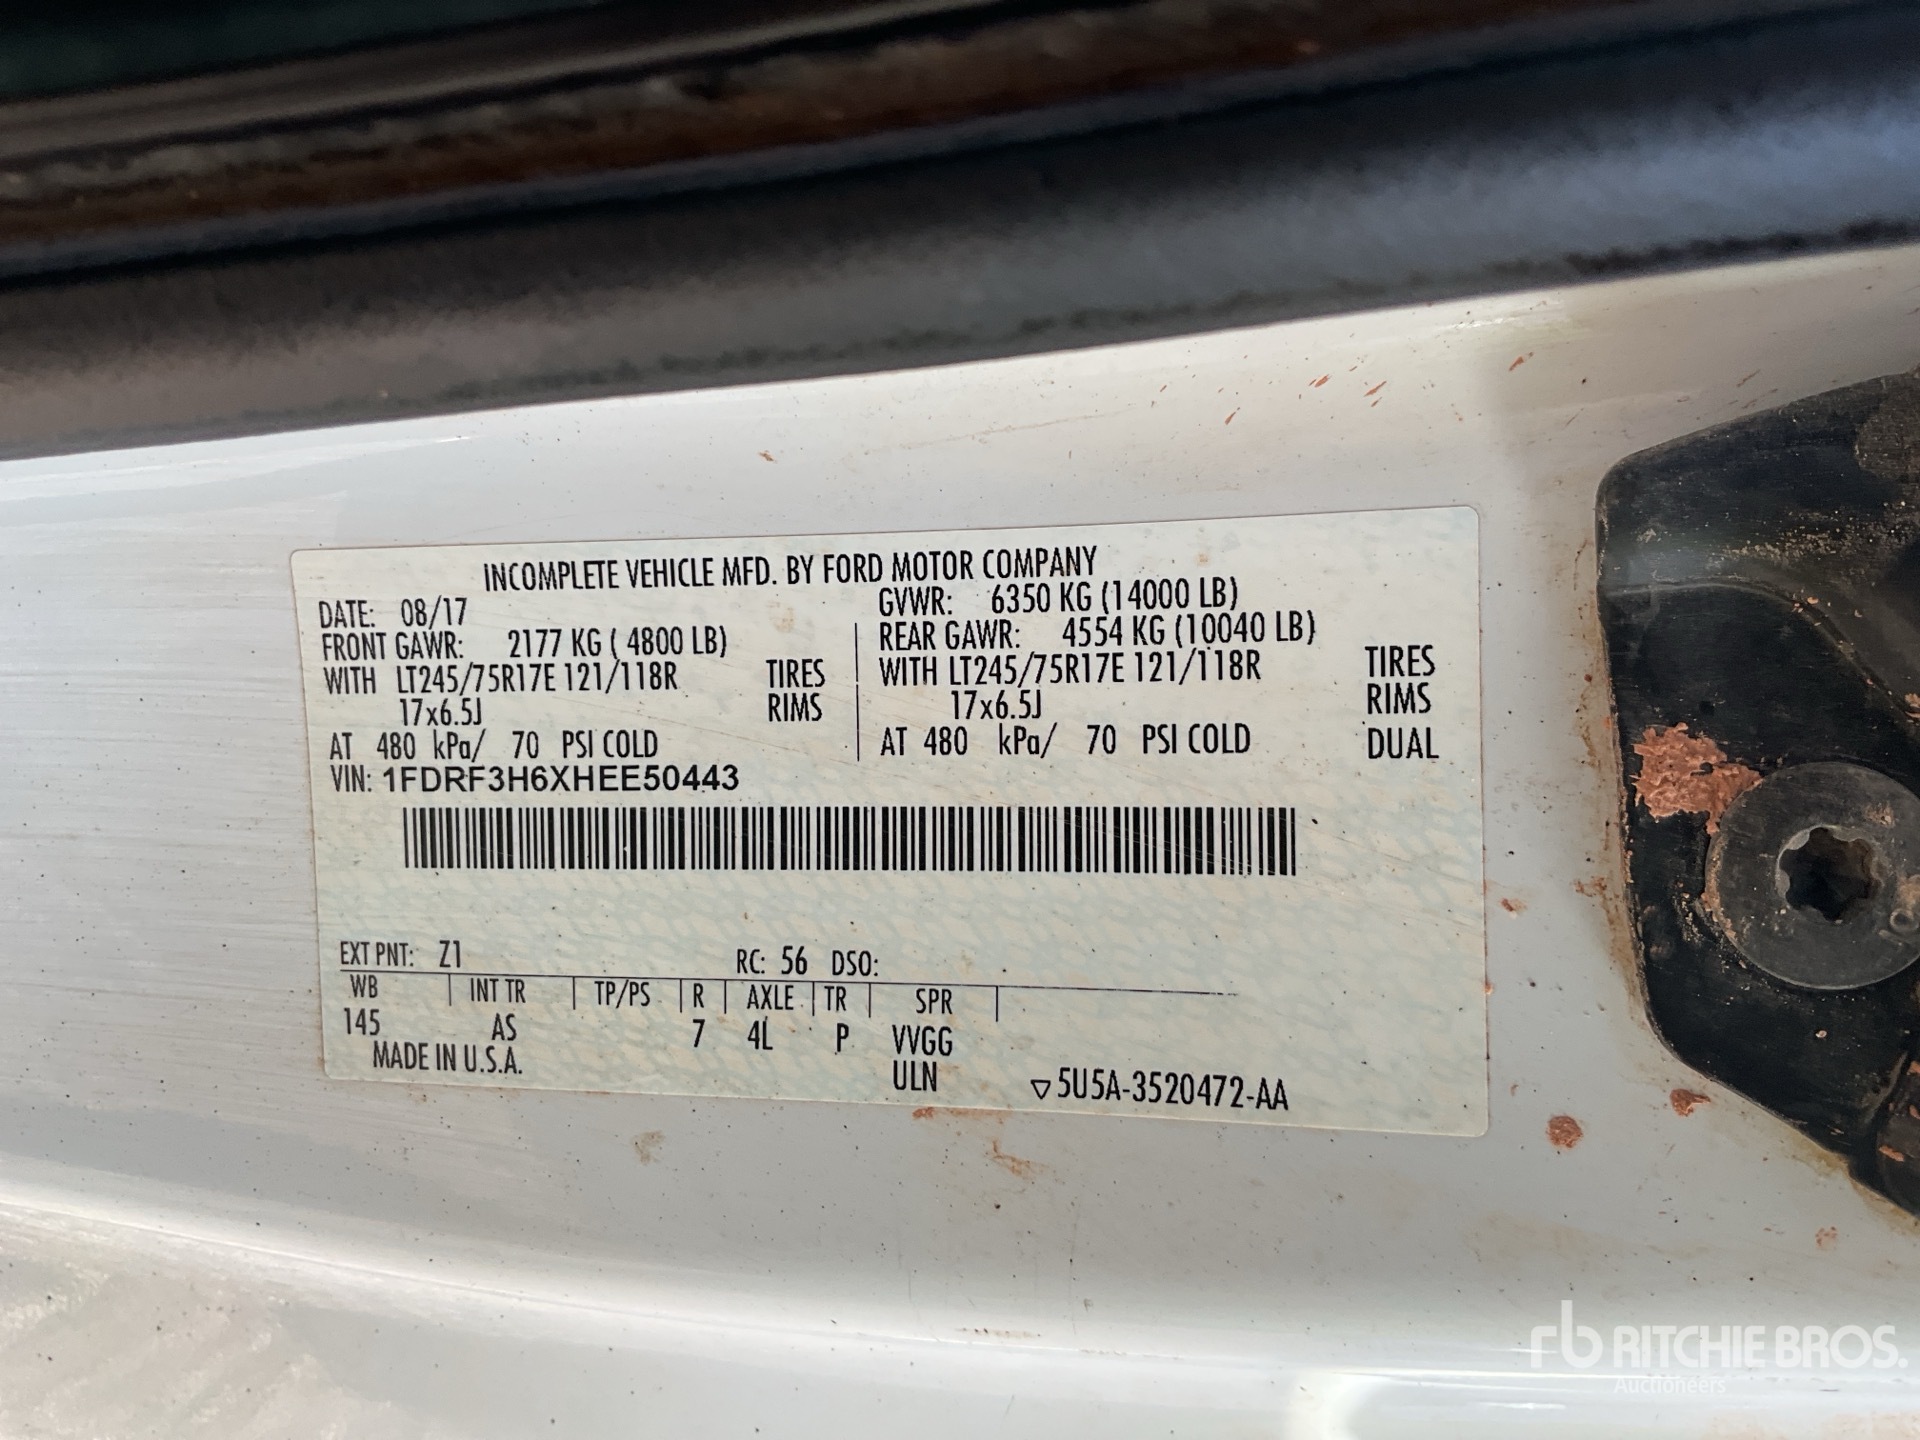 INCOMPLETE VEHICLE MFD. BY FORD MOTOR COMPANY
DATE: 08/17 GVWR: 6350 KG (14000 LB)
FRONT GAWR: 2177 KG ( 4800 LB) REAR GAWR: 4554 KG (10040 LB)
WITH LT245/75R17E 121/118R TIRES WITH LT245/75R17E 121/118R TIRES
17x6.5J RIMS 17x6.5J RIMS
AT 480 kPa/ 70 PSI COLD AT 480 kPa/ 70 PSI COLD DUAL
VIN: 1FDRF3H6XHEE50443
EXT PNT: Z1 RC: 56 DSO:
WB INT TR TP/PS R AXLE TR SPR
145 AS 7 4L P VVGG
MADE IN U.S.A. ULN ▽5U5A-3520472-AA
rb RITCHIE BROS.
Auctioneers